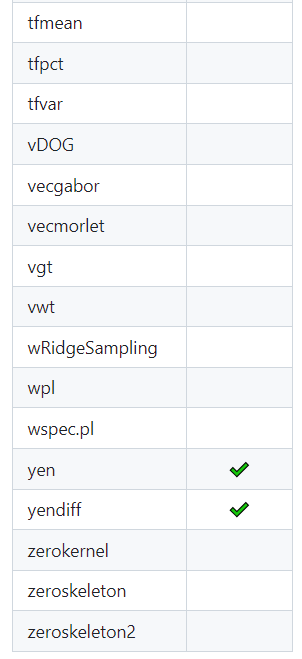 tfmean
tfpct
tfvar
vDOG
vecgabor
vecmorlet
vgt
vwt
wRidgeSampling
wpl
wspec.pl
yen ✔
yendiff ✔
zerokernel
zeroskeleton
zeroskeleton2